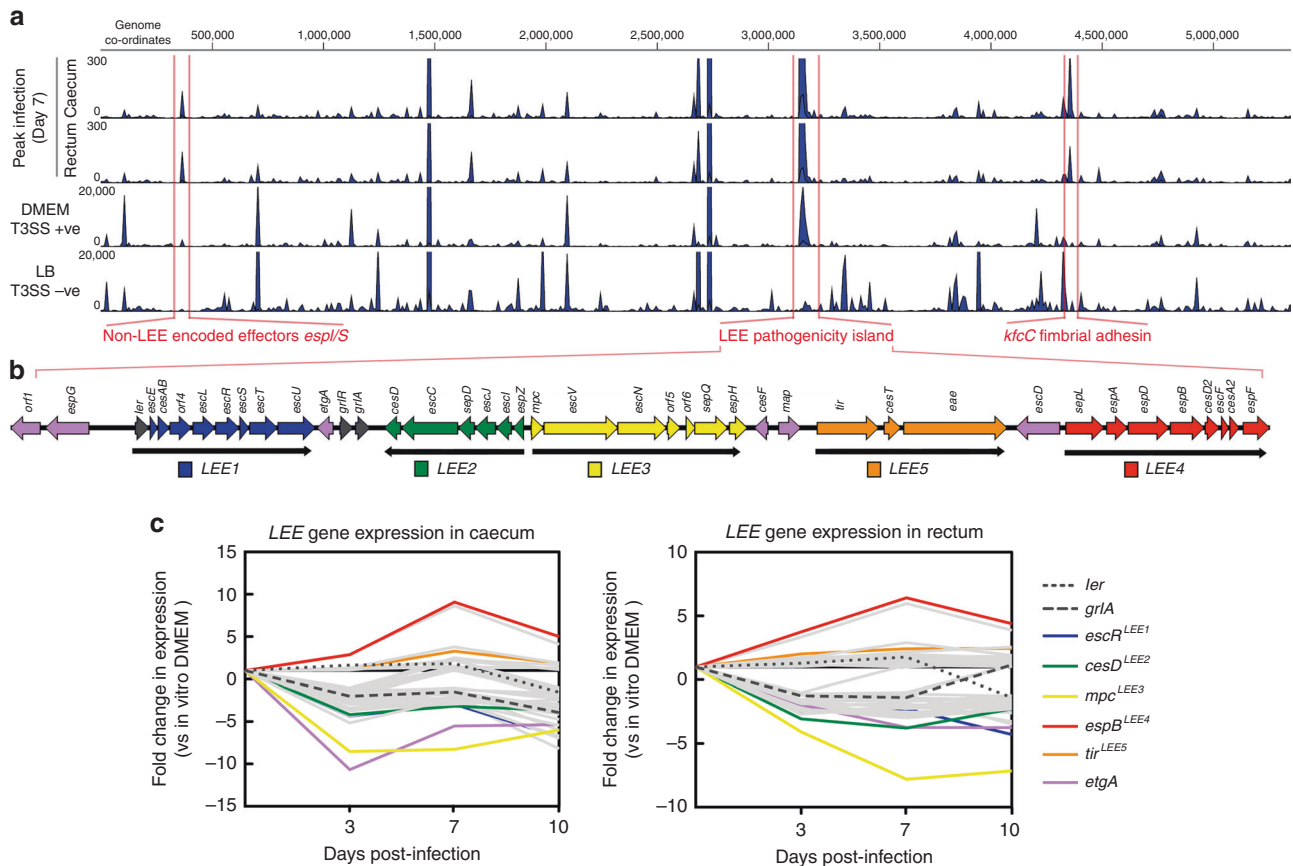 a
Genome
co-ordinates
500,000 1,000,000 1,500,000 2,000,000 2,500,000 3,000,000 3,500,000 4,000,000 4,500,000 5,000,000
Peak infection
(Day 7)
Caecum
300
0
Rectum
300
0
DMEM
T3SS +ve
20,000
0
LB
T3SS –ve
20,000
0
Non-LEE encoded effectors espI/S
LEE pathogenicity island
kfcC fimbrial adhesin
b
orf1 espG ler escE cesAB orf4 escL escR escS escT escU etgA grlR grlA cesD escC sepD escJ escI espZ mpc escV escN orf5 orf6 sepQ espH cesF map tir cesT eae escD sepL espA espD espB cesD2 escF cesA2 espF
LEE1 LEE2 LEE3 LEE5 LEE4
c
LEE gene expression in caecum
Fold change in expression
(vs in vitro DMEM )
15
10
5
0
–5
–10
–15
3 7 10
Days post-infection
LEE gene expression in rectum
Fold change in expression
(vs in vitro DMEM )
10
5
0
–5
–10
3 7 10
Days post-infection
ler
grlA
escR LEE1
cesD LEE2
mpc LEE3
espB LEE4
tir LEE5
etgA